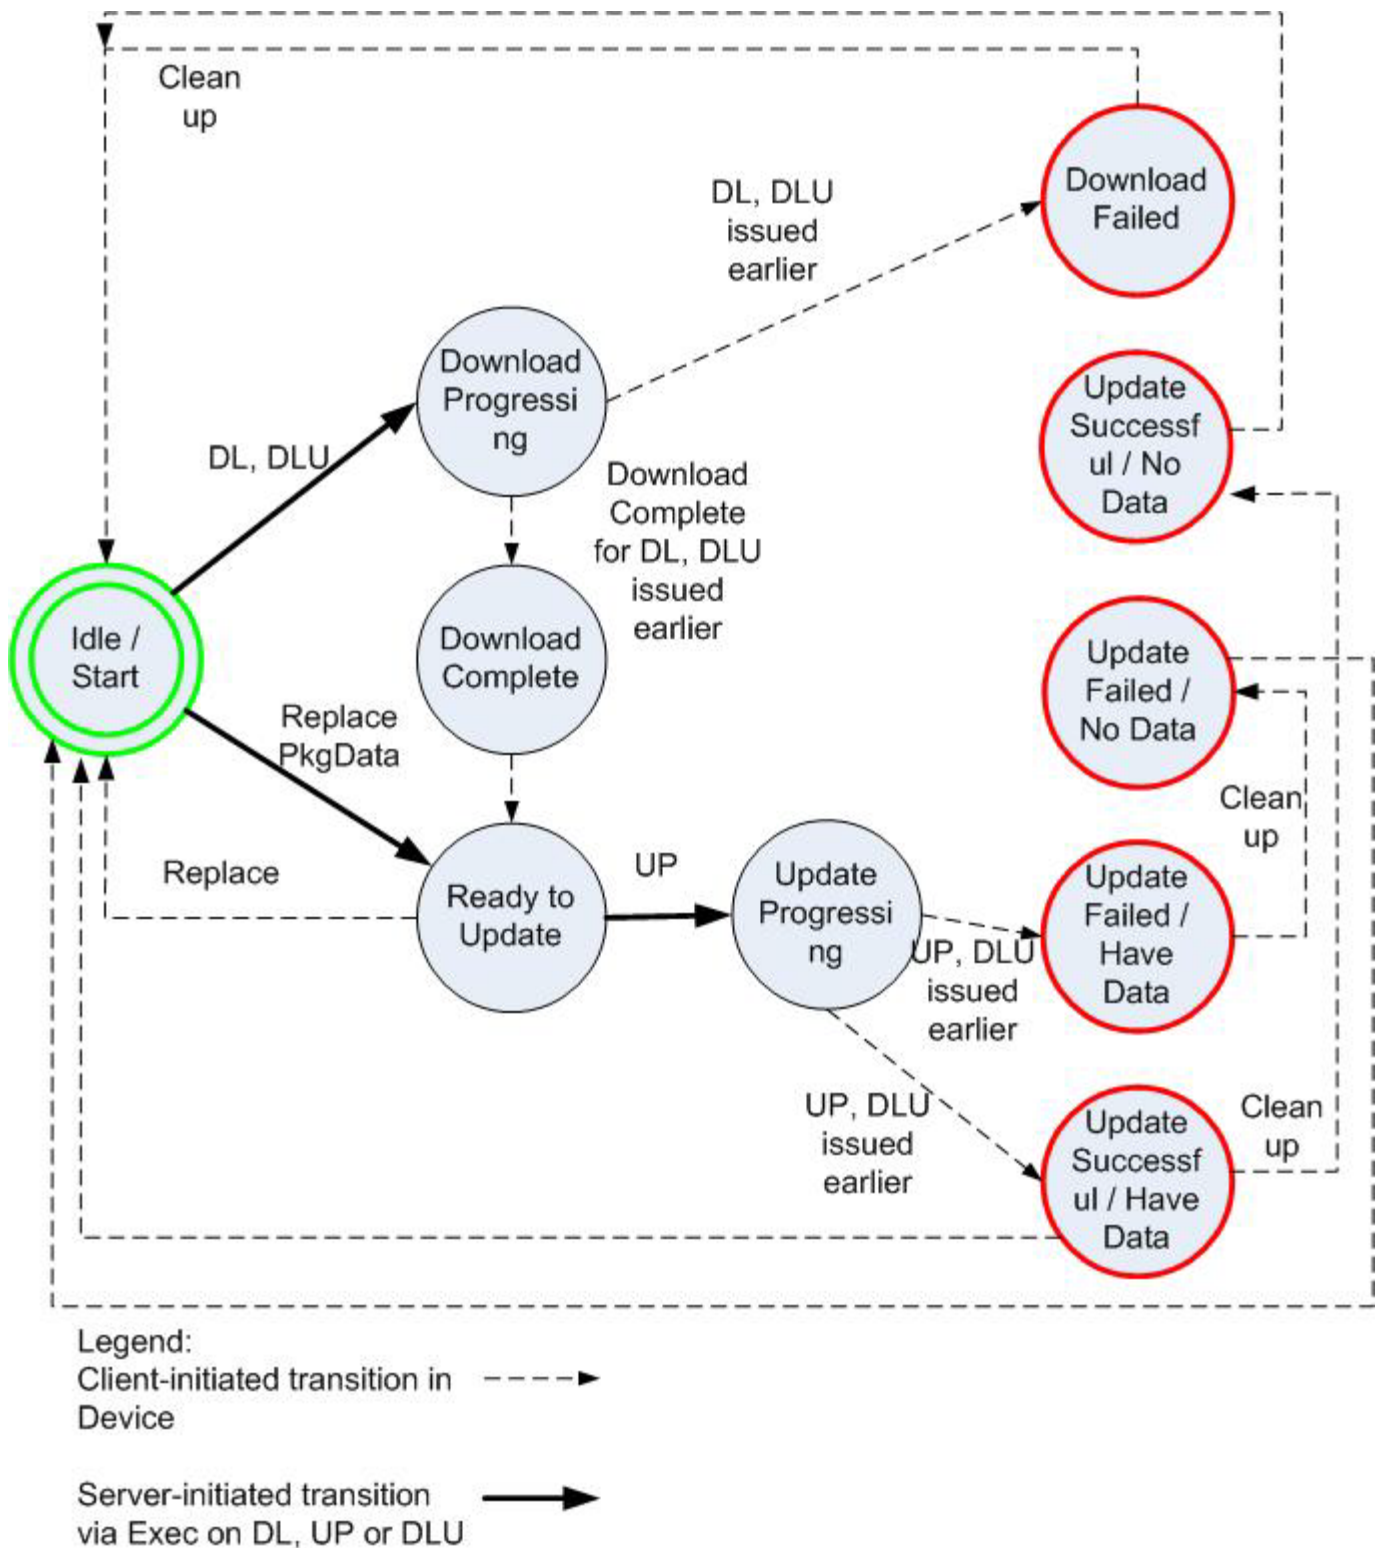 Clean
up
Download
Failed
DL, DLU
issued
earlier
Download
Progressi
ng
Update
Successf
ul / No
Data
DL, DLU
Download
Complete
for DL, DLU
issued
earlier
Idle /
Start
Download
Complete
Update
Failed /
No Data
Replace
PkgData
Clean
up
Replace
Ready to
Update
UP
Update
Progressi
ng
Update
Failed /
Have
Data
UP, DLU
issued
earlier
UP, DLU
issued
earlier
Update
Successf
ul / Have
Data
Clean
up
Legend:
Client-initiated transition in
Device
Server-initiated transition
via Exec on DL, UP or DLU